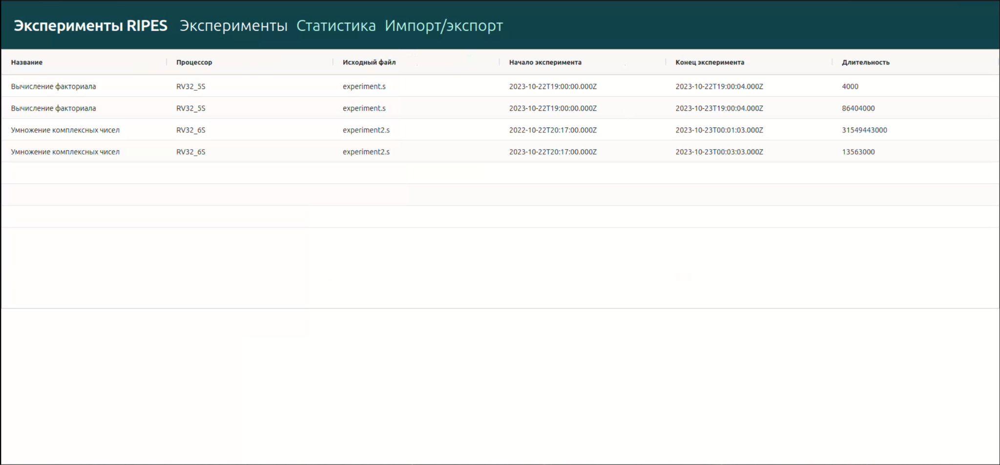 Эксперименты RIPES Эксперименты Статистика Импорт/экспорт
Название Процессор Исходный файл Начало эксперимента Конец эксперимента Длительность
Вычисление факториала RV32_5S experiment.s 2023-10-22T19:00:00.000Z 2023-10-22T19:00:04.000Z 4000
Вычисление факториала RV32_5S experiment.s 2023-10-22T19:00:00.000Z 2023-10-23T19:00:04.000Z 86404000
Умножение комплексных чисел RV32_6S experiment2.s 2022-10-22T20:17:00.000Z 2023-10-23T00:01:03.000Z 31549443000
Умножение комплексных чисел RV32_6S experiment2.s 2023-10-22T20:17:00.000Z 2023-10-23T00:03:03.000Z 13563000